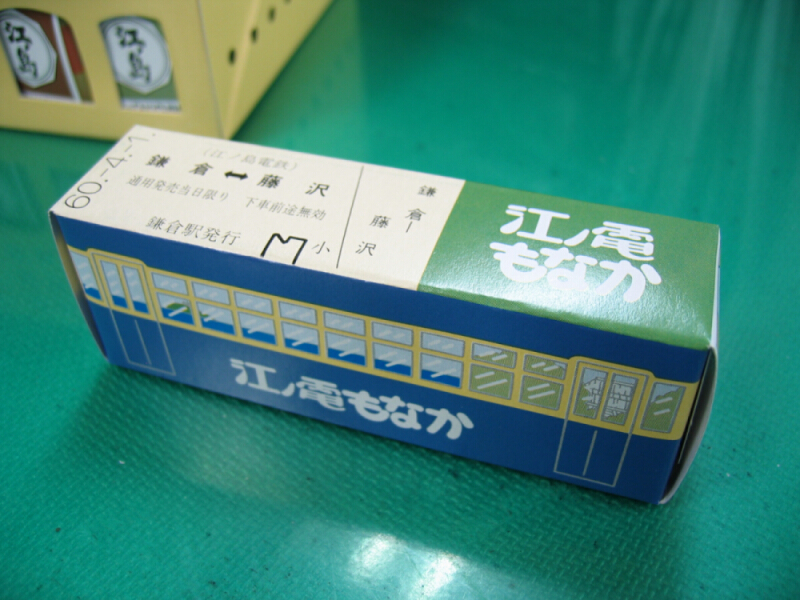 江島
江島
60.-4.-1.
(江ノ島電鉄)
鎌倉⬌藤沢
通用発売当日限り 下車前途無効
鎌倉駅発行
小
鎌倉—
藤沢
江ノ電
もなか
江ノ電もなか